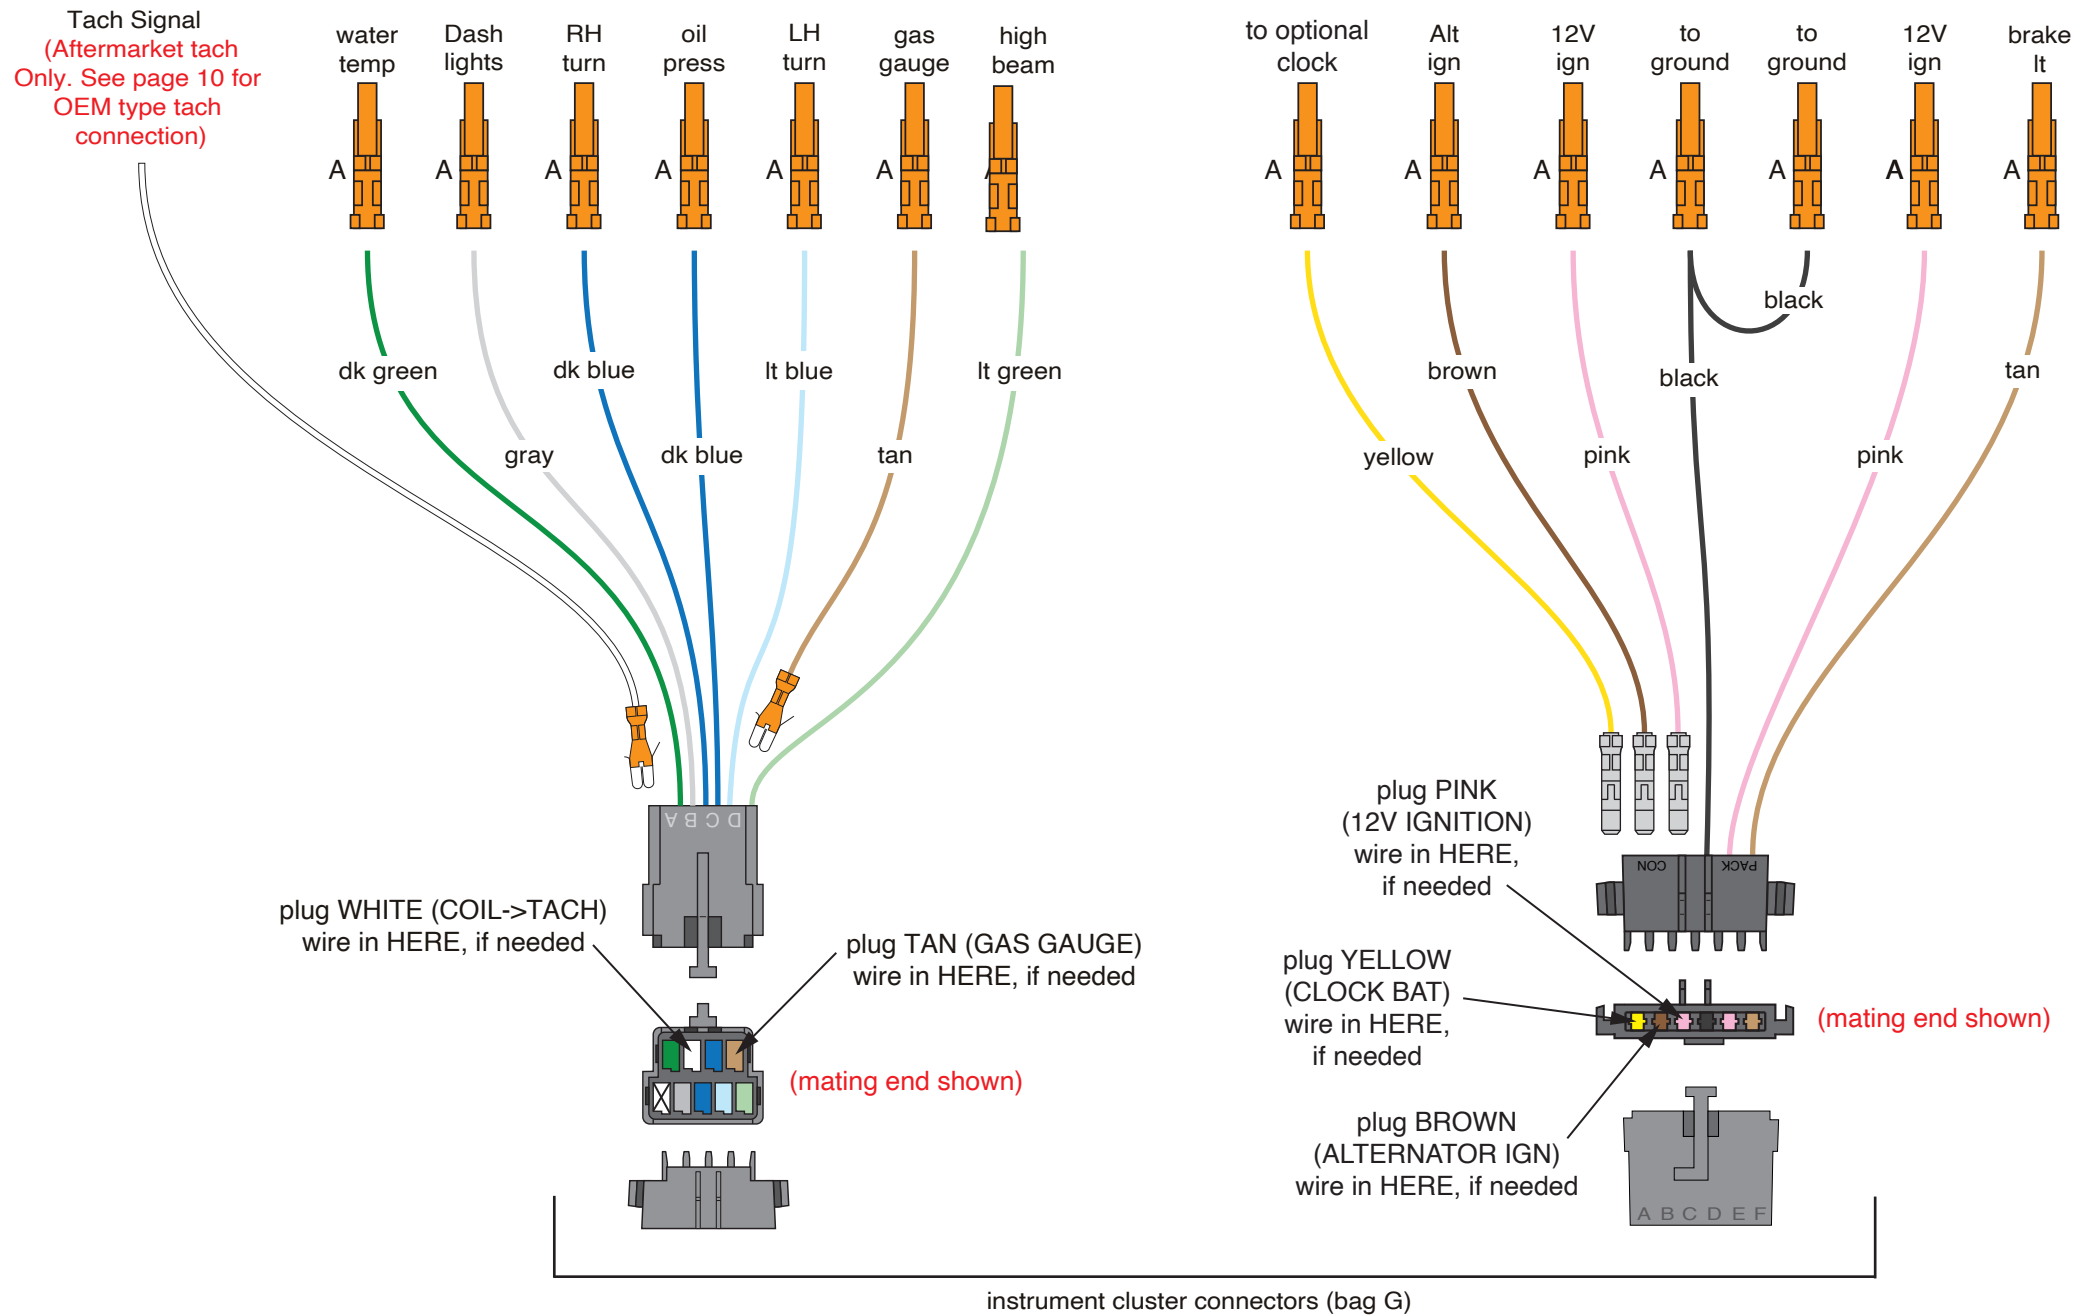 Tach Signal
(Aftermarket tach
Only. See page 10 for
OEM type tach
connection)
water
temp
Dash
lights
RH
turn
oil
press
LH
turn
gas
gauge
high
beam
to optional
clock
Alt
ign
12V
ign
to
ground
to
ground
12V
ign
brake
lt
A
A
A
A
A
A
A
A
A
A
A
A
A
A
black
dk green
dk blue
lt blue
lt green
brown
black
tan
gray
dk blue
tan
yellow
pink
pink
A B C D
plug PINK
(12V IGNITION)
wire in HERE,
if needed
CON
PACK
plug WHITE (COIL->TACH)
wire in HERE, if needed
plug TAN (GAS GAUGE)
wire in HERE, if needed
plug YELLOW
(CLOCK BAT)
wire in HERE,
if needed
(mating end shown)
(mating end shown)
plug BROWN
(ALTERNATOR IGN)
wire in HERE, if needed
A B C D E F
instrument cluster connectors (bag G)